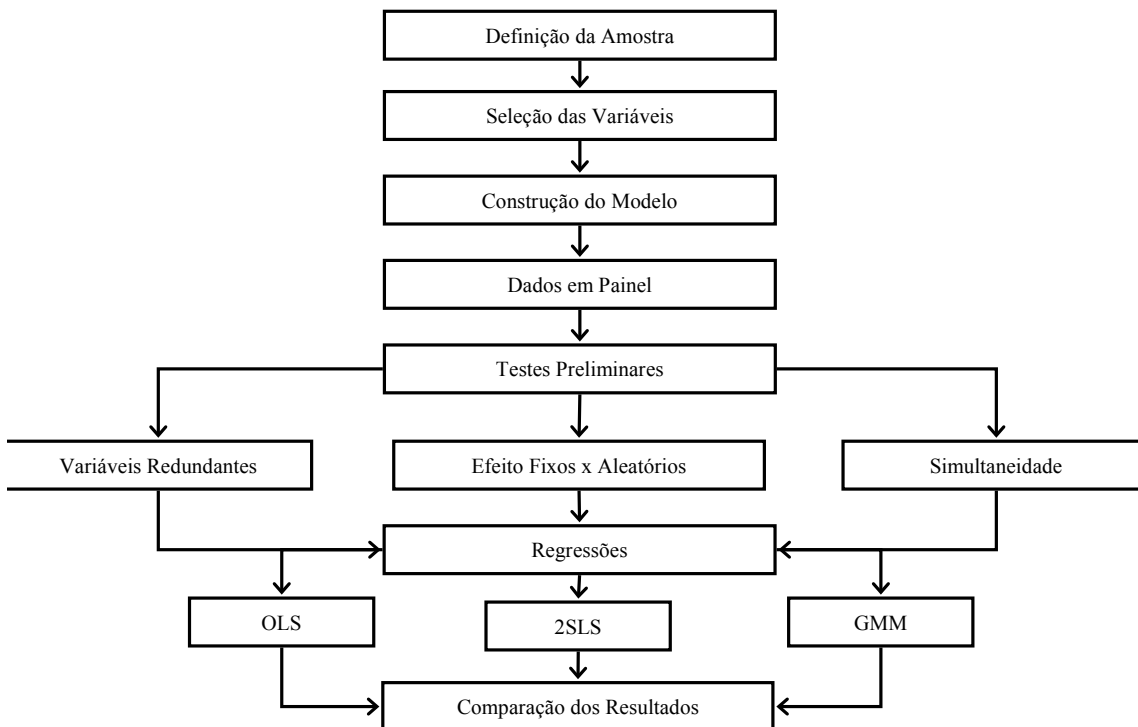 Definição da Amostra
Seleção das Variáveis
Construção do Modelo
Dados em Painel
Testes Preliminares
Variáveis Redundantes
Efeito Fixos x Aleatórios
Simultaneidade
Regressões
OLS
2SLS
GMM
Comparação dos Resultados